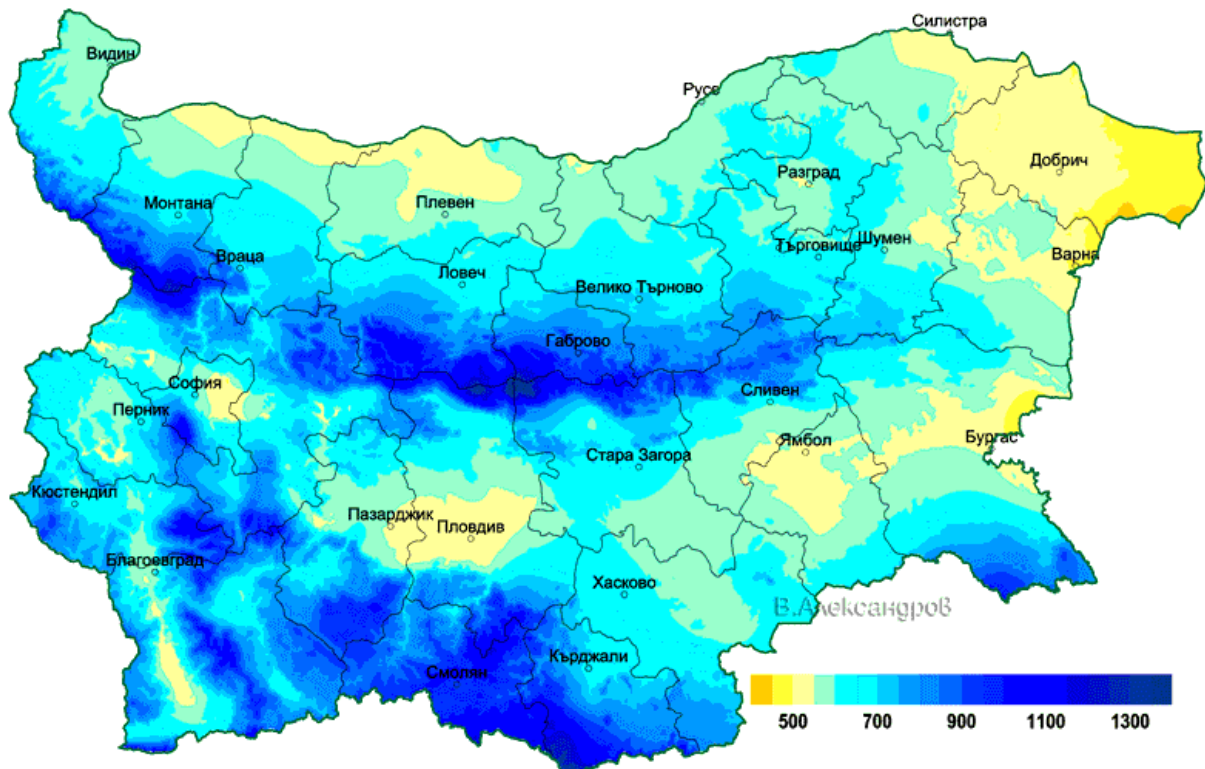 Силистра
Видин
Русе
Добрич
Разград
Монтана
Плевен
Търговище
Шумен
Варна
Враца
Ловеч
Велико Търново
Габрово
София
Перник
Сливен
Бургас
Ямбол
Стара Загора
Кюстендил
Пазарджик
Пловдив
Благоевград
Хасково
В.Александров
Кърджали
Смолян
500 700 900 1100 1300